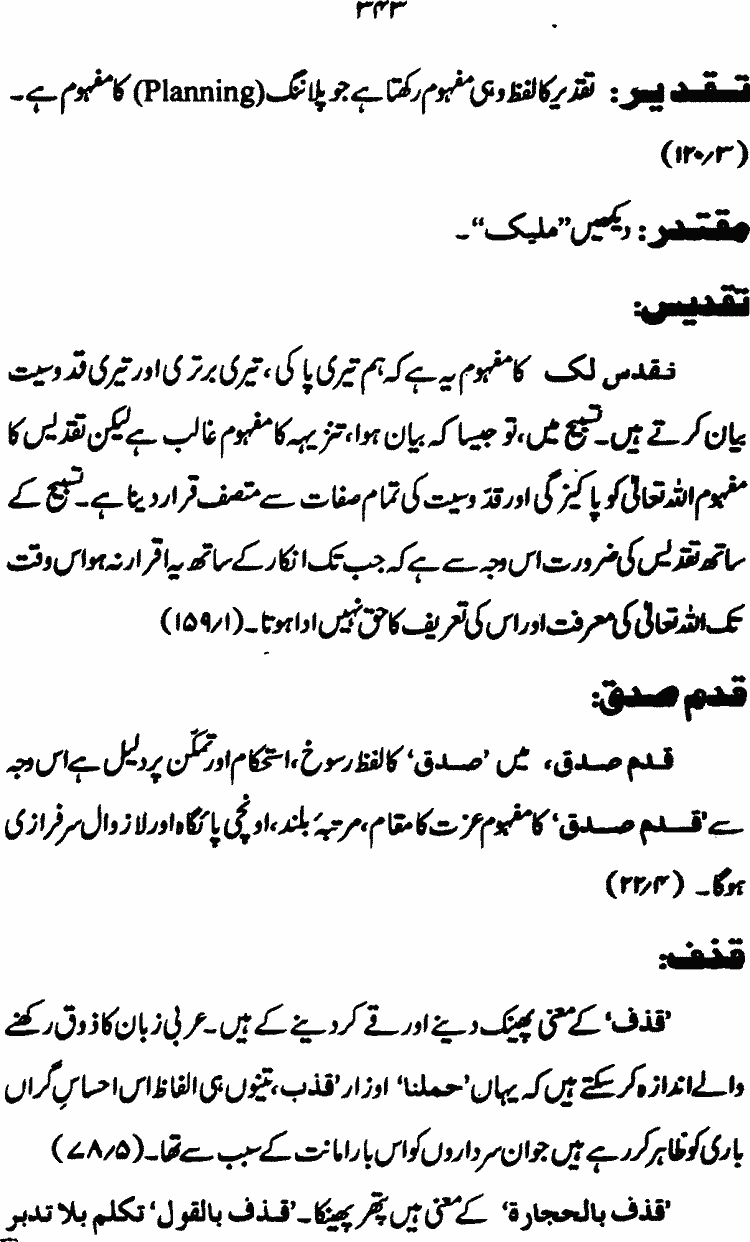 ۳۴۳
تقدیر: تقدیر کا لفظ وہی مفہوم رکھتا ہے جو پلاننگ (Planning) کا مفہوم ہے۔
(۱۲۰/۳)
مقتدر: دیکھیں ”ملیک“۔
تقدیس:
نقدس لک کا مفہوم یہ ہے کہ ہم تیری پاکی، تیری برتری اور تیری قدوسیت
بیان کرتے ہیں۔ تسبیح میں، تو جیسا کہ بیان ہوا، تنزیہہ کا مفہوم غالب ہے لیکن تقدیس کا
مفہوم اللہ تعالیٰ کو پاکیزگی اور قدّوسیت کی تمام صفات سے متصف قرار دینا ہے۔ تسبیح کے
ساتھ تقدیس کی ضرورت اس وجہ سے ہے کہ جب تک انکار کے ساتھ یہ اقرار نہ ہو اس وقت
تک اللہ تعالیٰ کی معرفت اور اس کی تعریف کا حق نہیں ادا ہوتا۔ (۱۵۹/۱)
قدم صدق:
قدم صدق، میں ’صدق‘ کا لفظ رسوخ، استحکام اور تمکّن پر دلیل ہے اس وجہ
سے ’قدم صدق‘ کا مفہوم عزت کا مقام، مرتبۂ بلند، اونچی پائگاہ اور لازوال سرفرازی
ہوگا۔ (۲۲/۴)
قذف:
’قذف‘ کے معنی پھینک دینے اور قے کر دینے کے ہیں۔ عربی زبان کا ذوق رکھنے
والے اندازہ کر سکتے ہیں کہ یہاں ’حملنا‘ اوزار ’قذب، تینوں ہی الفاظ اس احساسِ گراں
باری کو ظاہر کر رہے ہیں جو ان سرداروں کو اس بار امانت کے سبب سے تھا۔ (۷۸/۵)
’قذف بالحجارۃ‘ کے معنی ہیں پتھر پھینکا۔ ’قذف بالقول‘ تکلم بلا تدبر